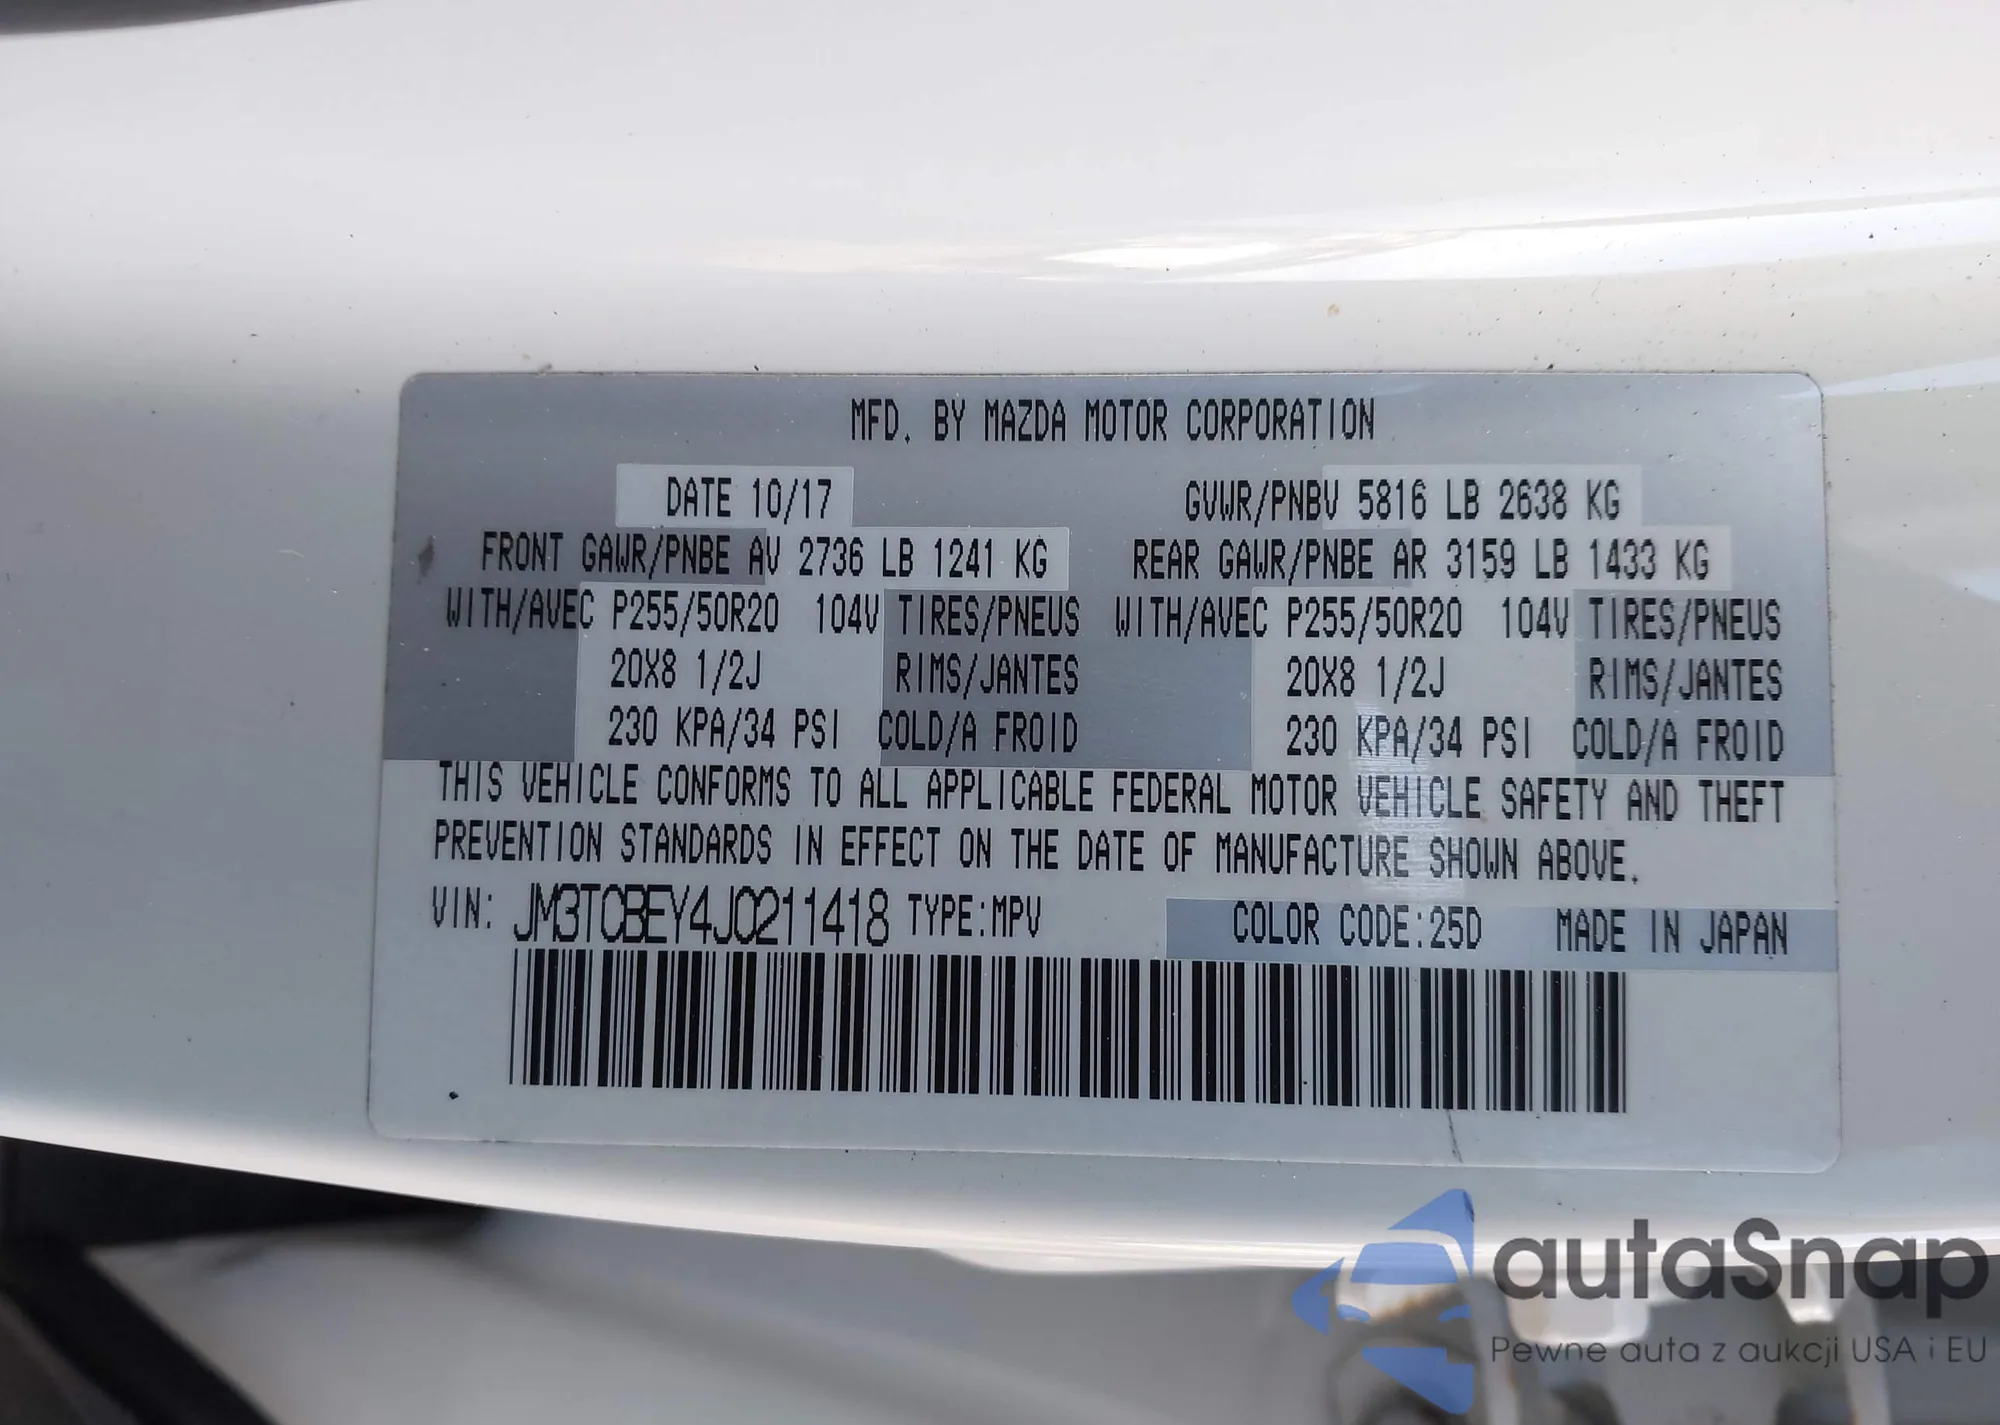 MFD. BY MAZDA MOTOR CORPORATION
DATE 10/17 GVWR/PNBV 5816 LB 2638 KG
FRONT GAWR/PNBE AV 2736 LB 1241 KG REAR GAWR/PNBE AR 3159 LB 1433 KG
WITH/AVEC P255/50R20 104V TIRES/PNEUS WITH/AVEC P255/50R20 104V TIRES/PNEUS
20X8 1/2J RIMS/JANTES 20X8 1/2J RIMS/JANTES
230 KPA/34 PSI COLD/A FROID 230 KPA/34 PSI COLD/A FROID
THIS VEHICLE CONFORMS TO ALL APPLICABLE FEDERAL MOTOR VEHICLE SAFETY AND THEFT
PREVENTION STANDARDS IN EFFECT ON THE DATE OF MANUFACTURE SHOWN ABOVE.
VIN: JM3TCBEY4J0211418 TYPE:MPV COLOR CODE:25D MADE IN JAPAN
autaSnap
Pewne auta z aukcji USA i EU